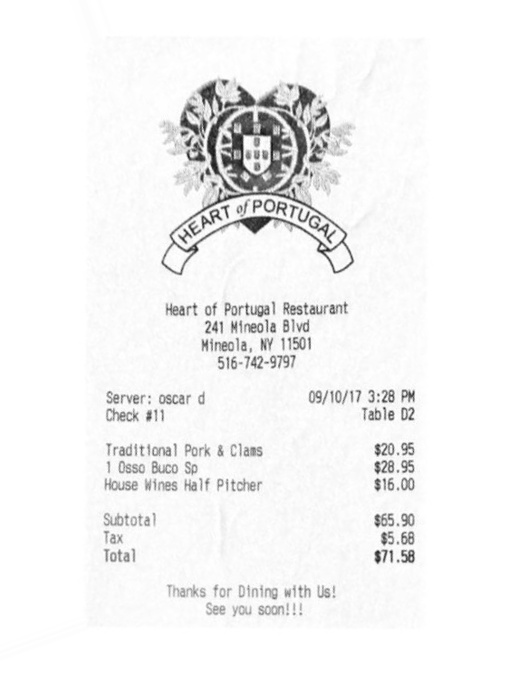 HEART of PORTUGAL
Heart of Portugal Restaurant
241 Mineola Blvd
Mineola, NY 11501
516-742-9797
Server: oscar d 09/10/17 3:28 PM
Check #11 Table D2
Traditional Pork & Clams $20.95
1 Osso Buco Sp $28.95
House Wines Half Pitcher $16.00
Subtotal $65.90
Tax $5.68
Total $71.58
Thanks for Dining with Us!
See you soon!!!